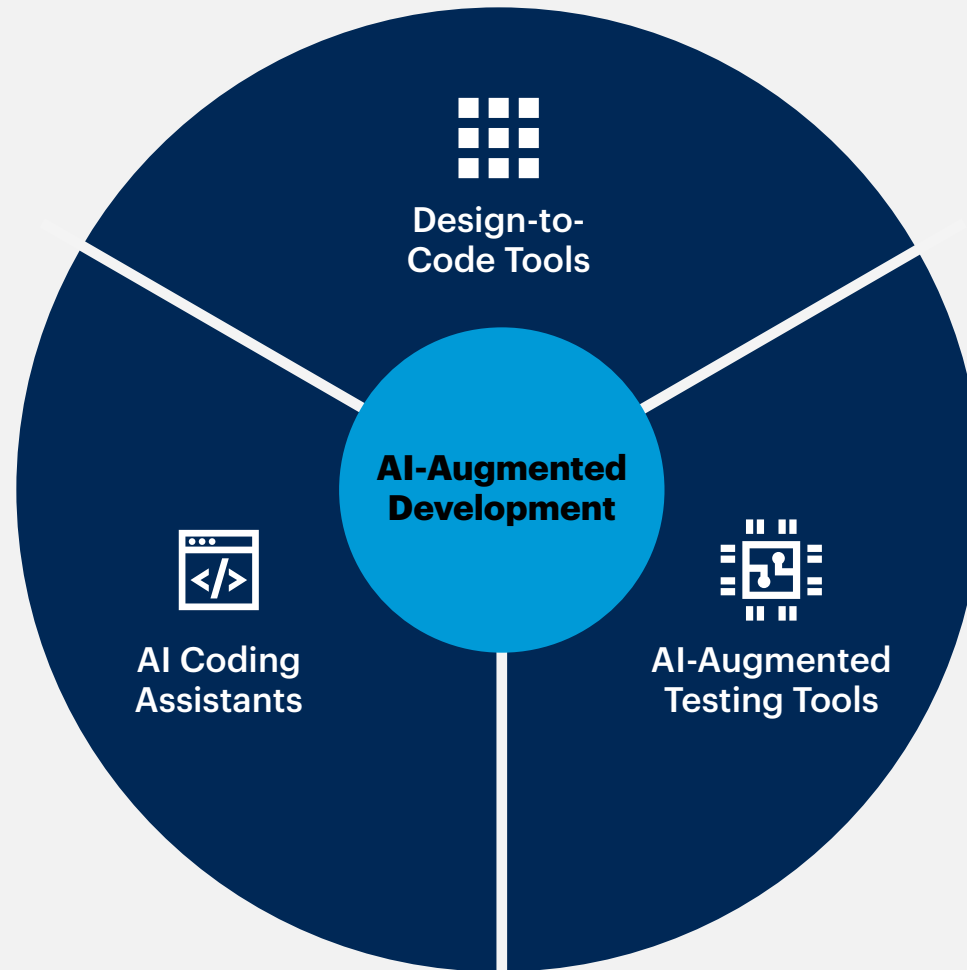 Design-to-
Code Tools
AI-Augmented
Development
</>
AI Coding
Assistants
AI-Augmented
Testing Tools